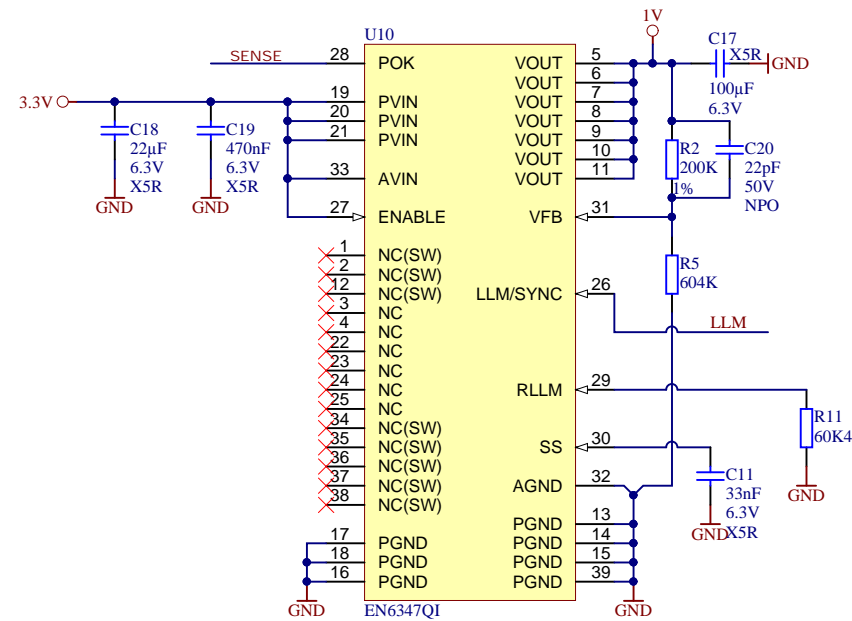 1V
U10
C17
X5R
GND
100µF
6.3V
SENSE
28
POK
VOUT
5
VOUT
6
3.3V
19
PVIN
VOUT
7
20
PVIN
VOUT
8
21
PVIN
VOUT
9
VOUT
10
33
AVIN
VOUT
11
C18
22µF
6.3V
X5R
GND
C19
470nF
6.3V
X5R
GND
R2
200K
1%
C20
22pF
50V
NPO
27
ENABLE
VFB
31
1
NC(SW)
2
NC(SW)
12
NC(SW)
LLM/SYNC
26
R5
604K
3
NC
4
NC
LLM
22
NC
23
NC
24
NC
RLLM
29
25
NC
R11
60K4
GND
34
NC(SW)
35
NC(SW)
SS
30
36
NC(SW)
37
NC(SW)
AGND
32
38
NC(SW)
C11
33nF
6.3V
X5R
GND
PGND
13
17
PGND
PGND
14
18
PGND
PGND
15
16
PGND
PGND
39
GND
EN6347QI
GND